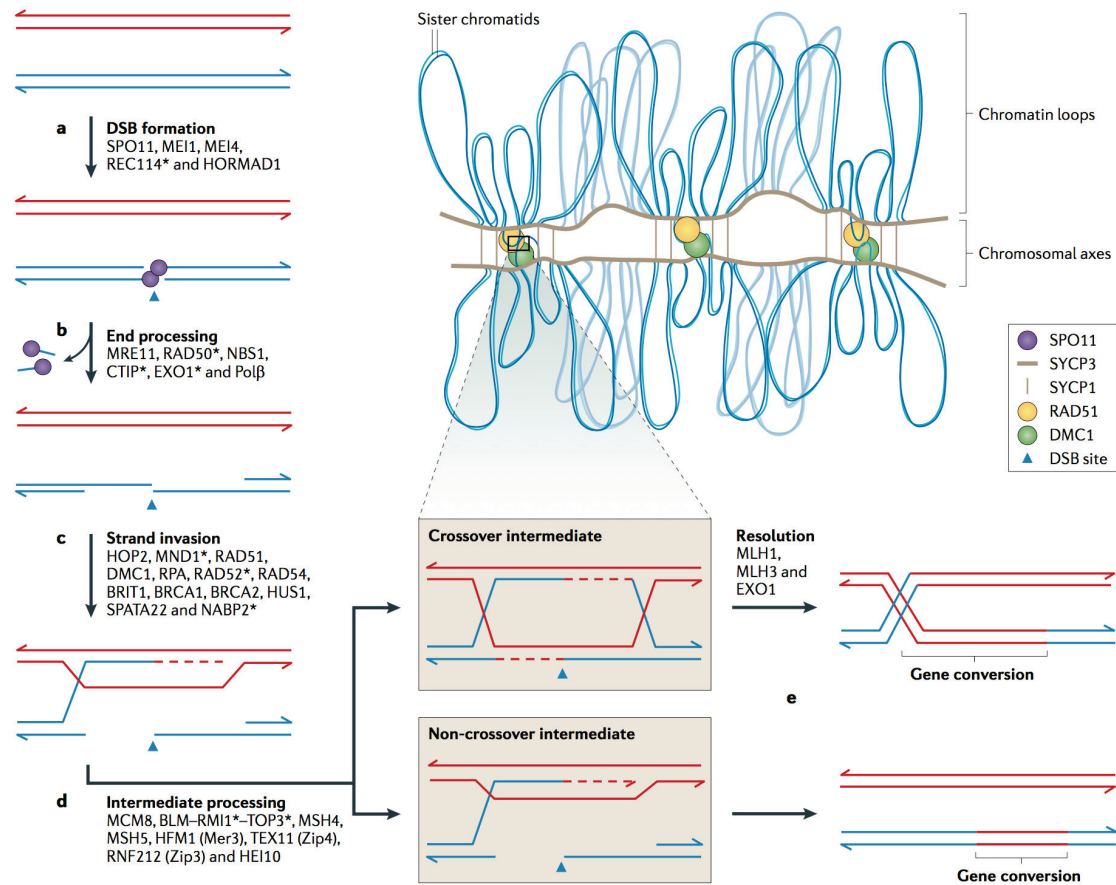 Sister chromatids
Chromatin loops
Chromosomal axes
a
DSB formation
SPO11, MEI1, MEI4,
REC114* and HORMAD1
b
End processing
MRE11, RAD50*, NBS1,
CTIP*, EXO1* and Polβ
SPO11
SYCP3
SYCP1
RAD51
DMC1
DSB site
c
Strand invasion
HOP2, MND1*, RAD51,
DMC1, RPA, RAD52*, RAD54,
BRIT1, BRCA1, BRCA2, HUS1,
SPATA22 and NABP2*
Crossover intermediate
Resolution
MLH1,
MLH3 and
EXO1
Gene conversion
e
Non-crossover intermediate
d
Intermediate processing
MCM8, BLM–RMI1*–TOP3*, MSH4,
MSH5, HFM1 (Mer3), TEX11 (Zip4),
RNF212 (Zip3) and HEI10
Gene conversion